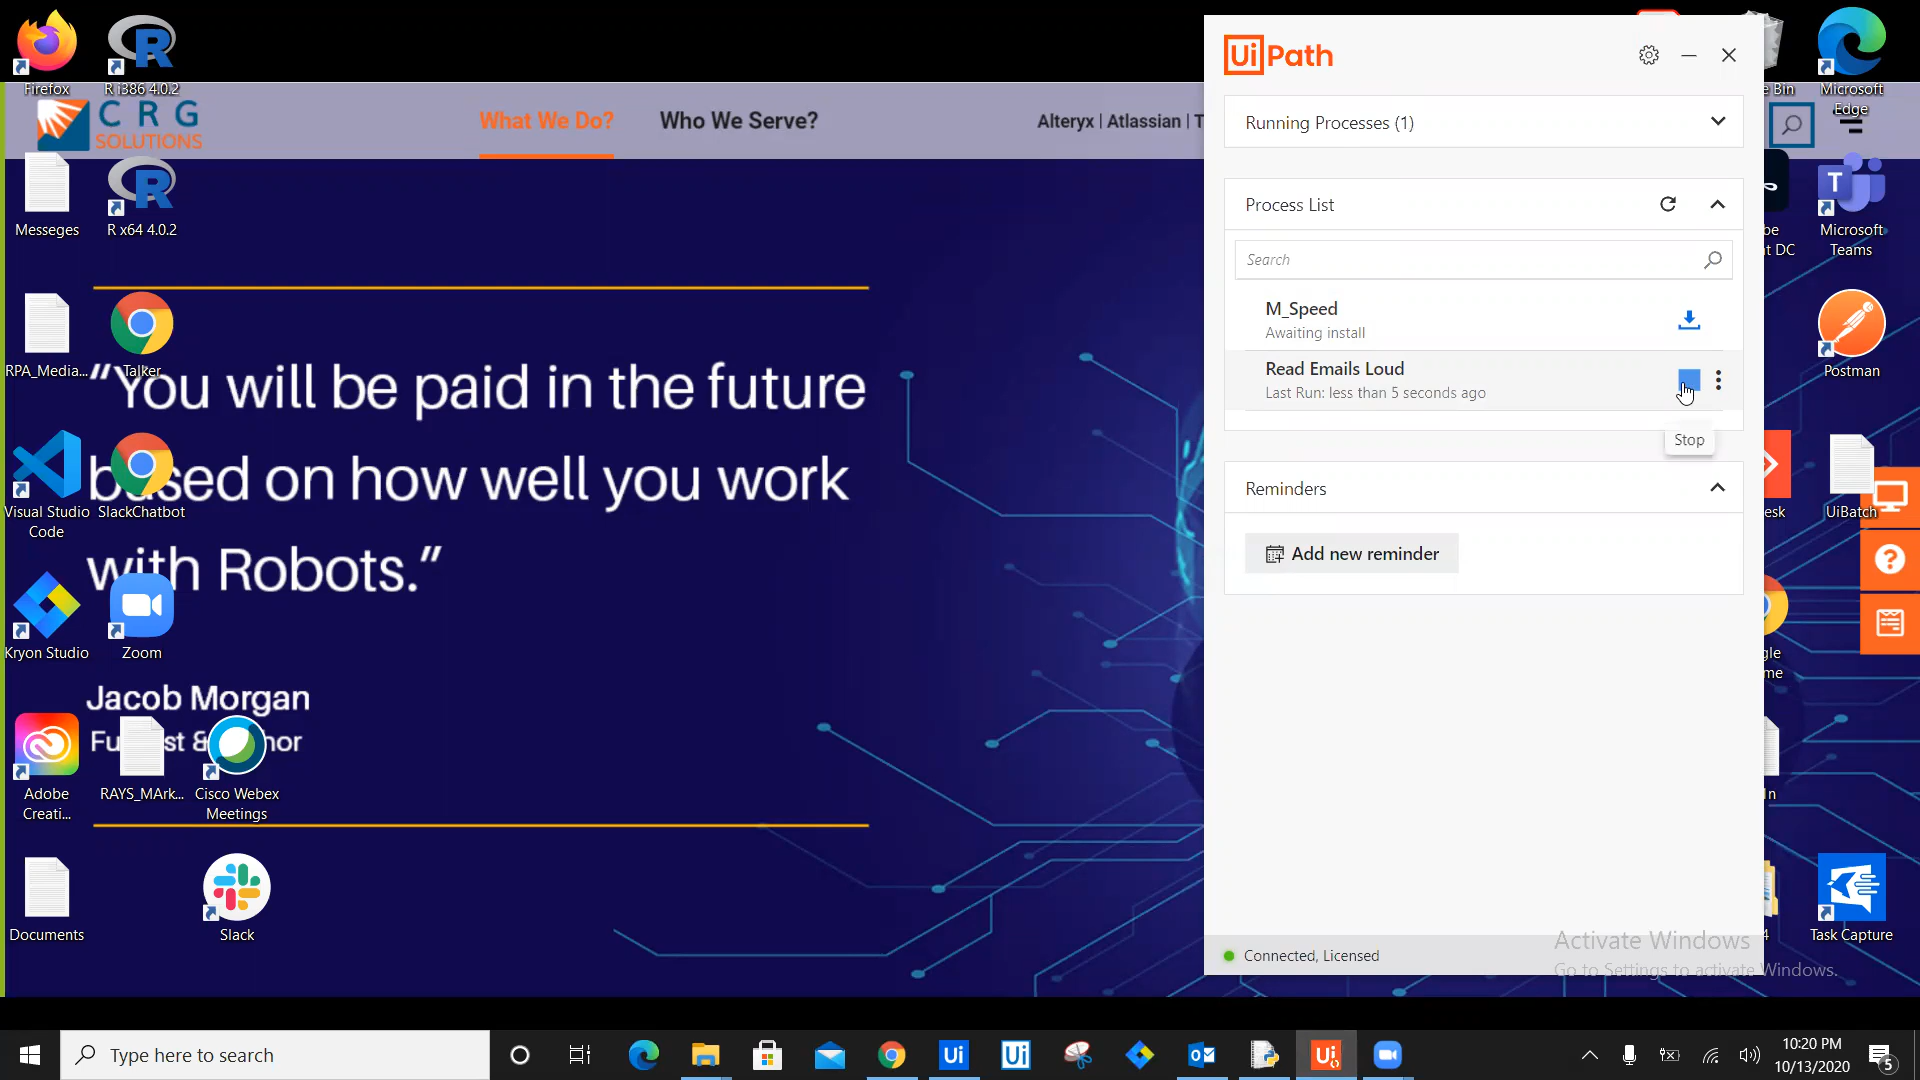 Firefox
R i386 4.0.2
CRG
SOLUTIONS
What We Do?
Who We Serve?
Alteryx | Atlassian | T
Messeges
R x64 4.0.2
RPA_Media...
Talker
"You will be paid in the future
based on how well you work
with Robots."
Visual Studio
Code
SlackChatbot
Kryon Studio
Zoom
Jacob Morgan
Adobe
Creati...
RAYS_MArk...
Cisco Webex
Meetings
Documents
Slack
UiPath
Running Processes (1)
Process List
Search
M_Speed
Awaiting install
Read Emails Loud
Last Run: less than 5 seconds ago
Stop
Reminders
Add new reminder
Connected, Licensed
Bin
Microsoft
Edge
DC
Microsoft
Teams
Postman
UiBatch
Task Capture
Activate Windows
Go to Settings to activate Windows.
Type here to search
10:20 PM
10/13/2020
5